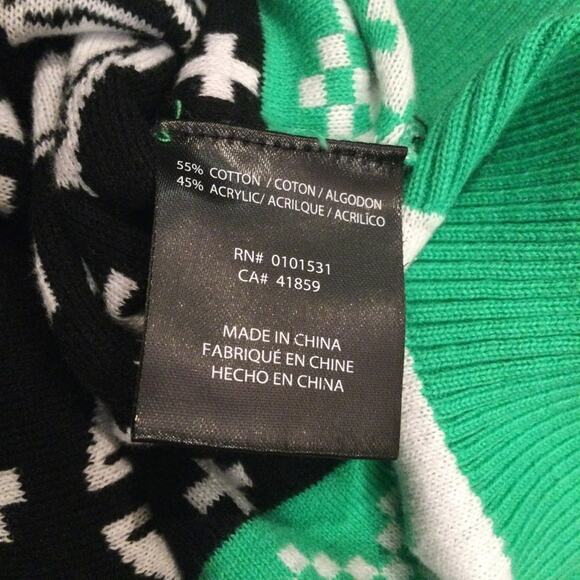 55% COTTON / COTON / ALGODON
45% ACRYLIC/ ACRILQUE / ACRILÍCO
RN# 0101531
CA# 41859
MADE IN CHINA
FABRIQUÉ EN CHINE
HECHO EN CHINA